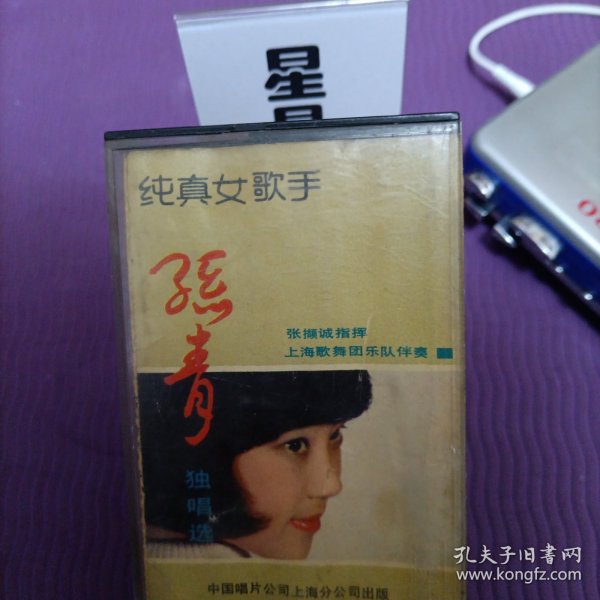 星
纯真女歌手
孫青
独唱选
张撷诚指挥
上海歌舞团乐队伴奏
中国唱片公司上海分公司出版
孔夫子旧书网
www.kongfz.com